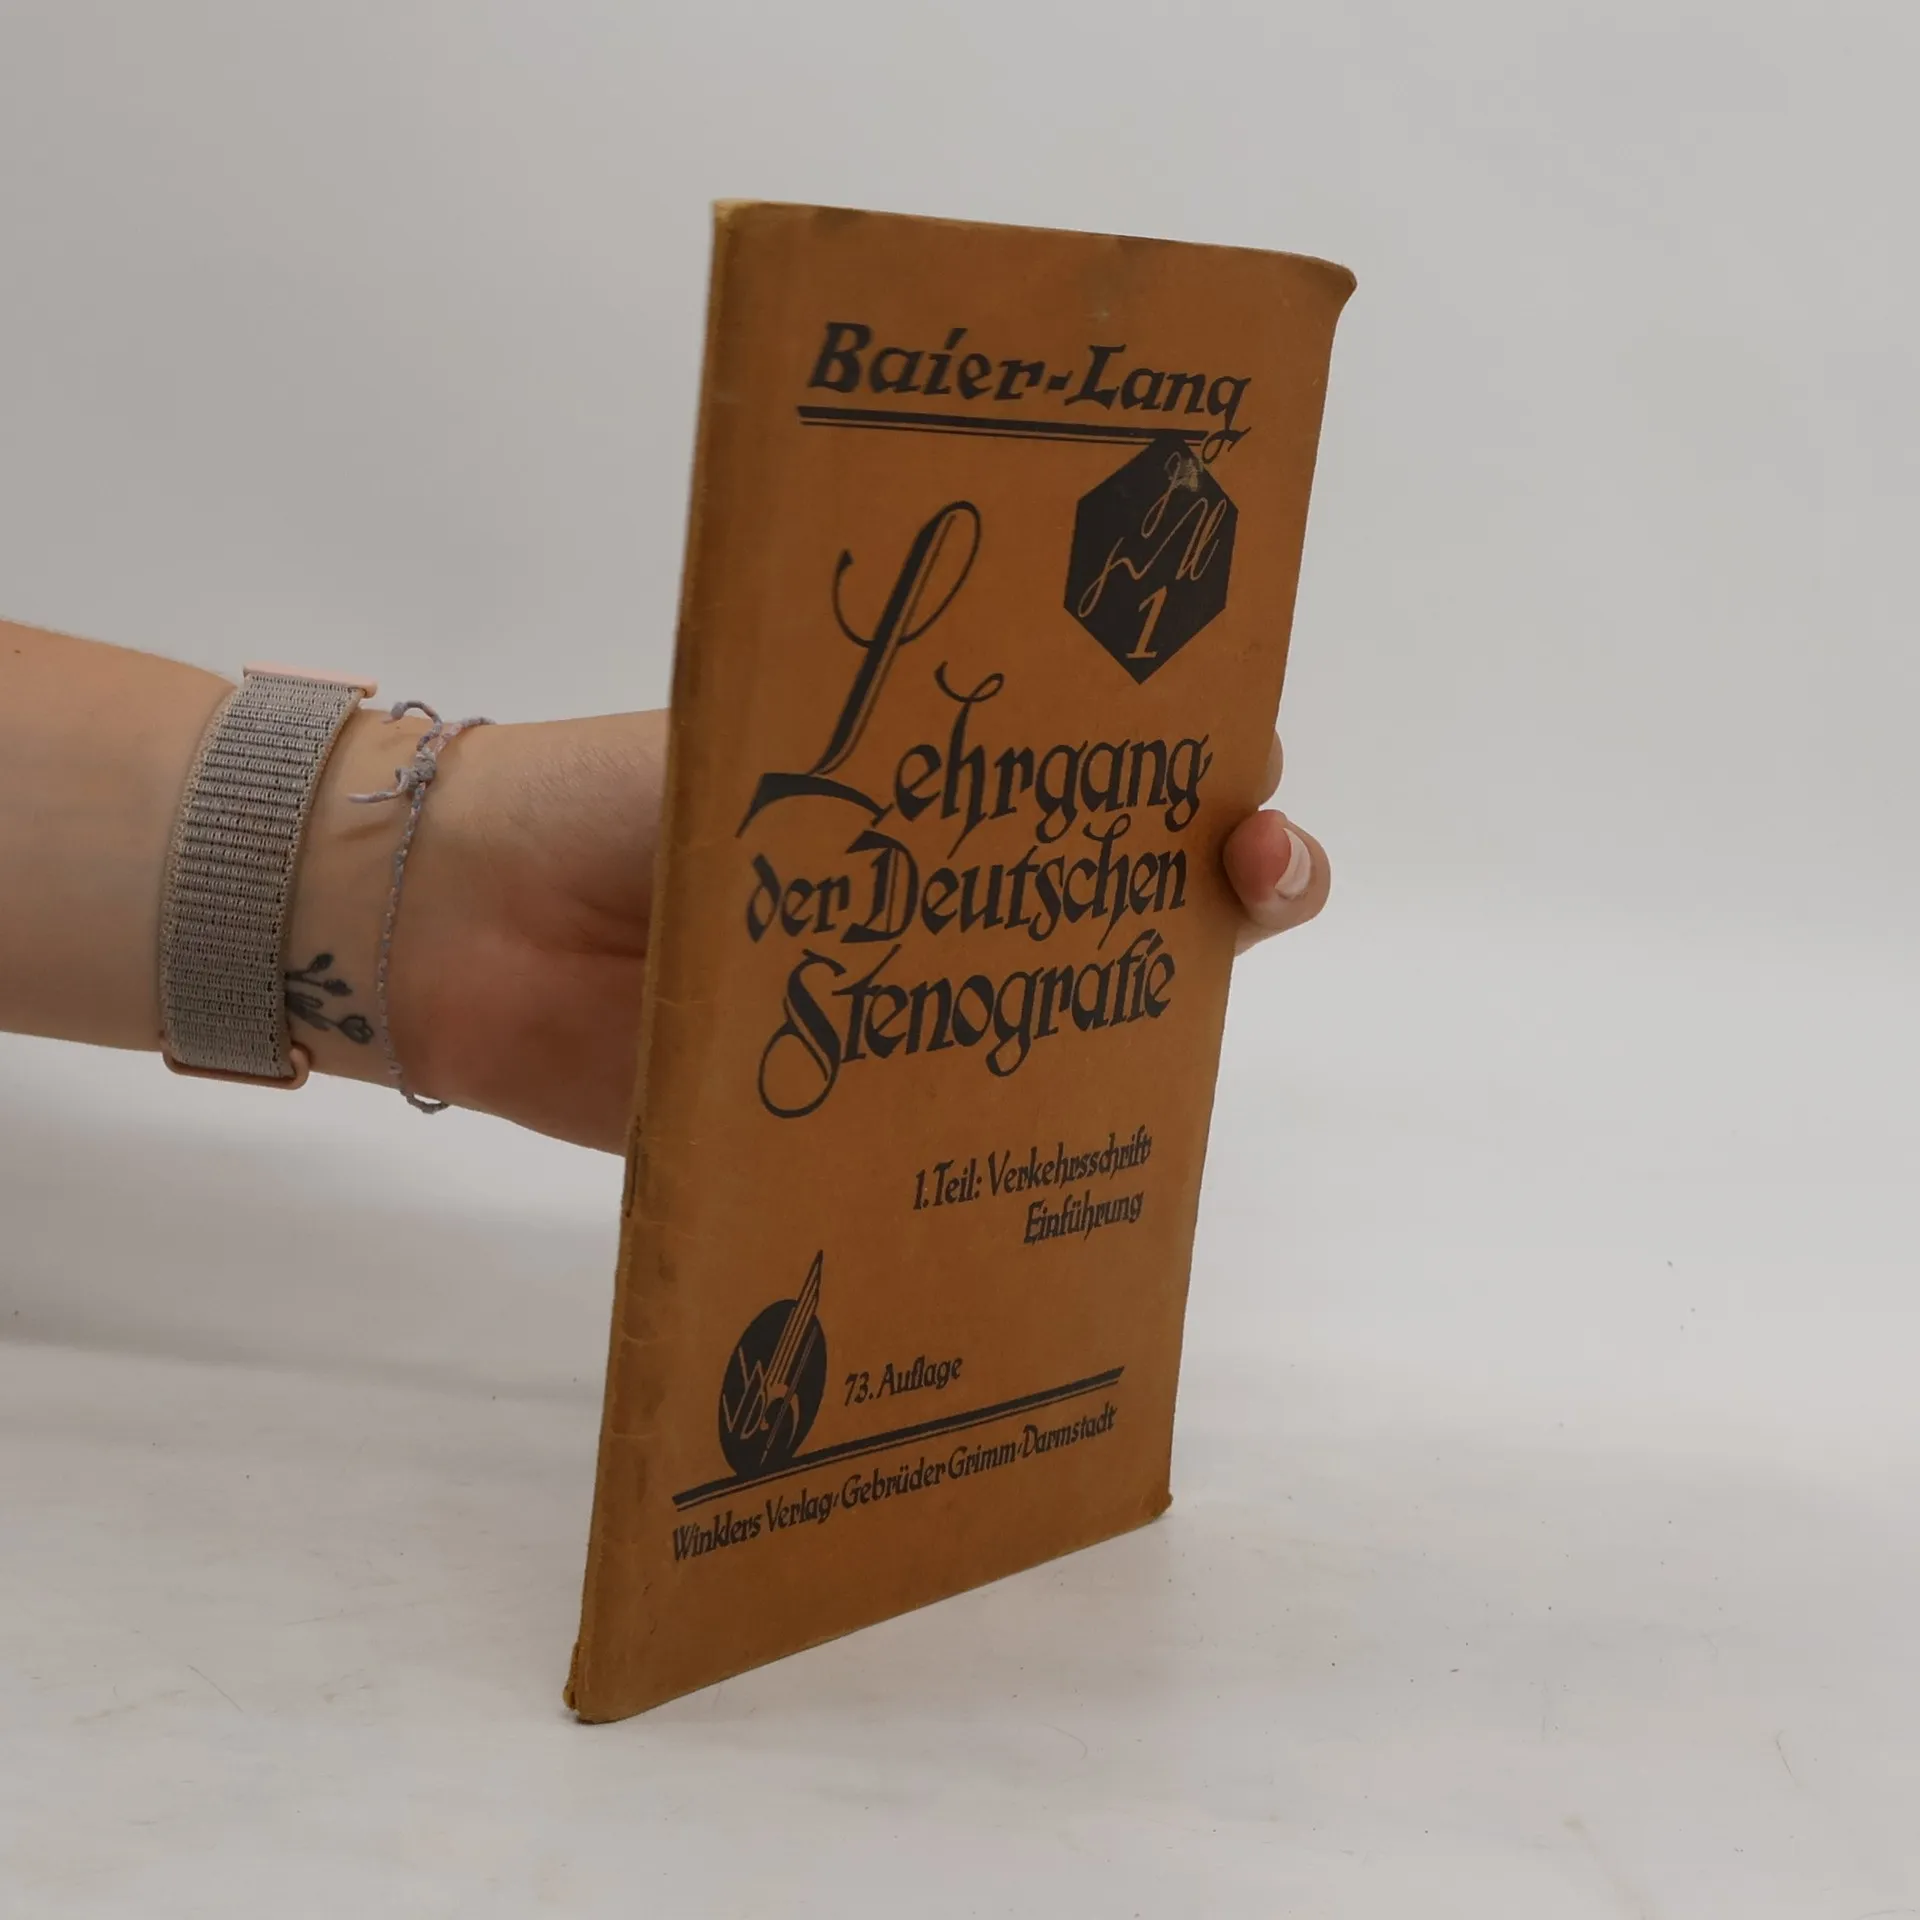 Baier-Lang
1
Lehrgang
der Deutschen
Stenografie
1. Teil: Verkehrsschrift
Einführung
73. Auflage
Winklers Verlag · Gebrüder Grimm · Darmstadt